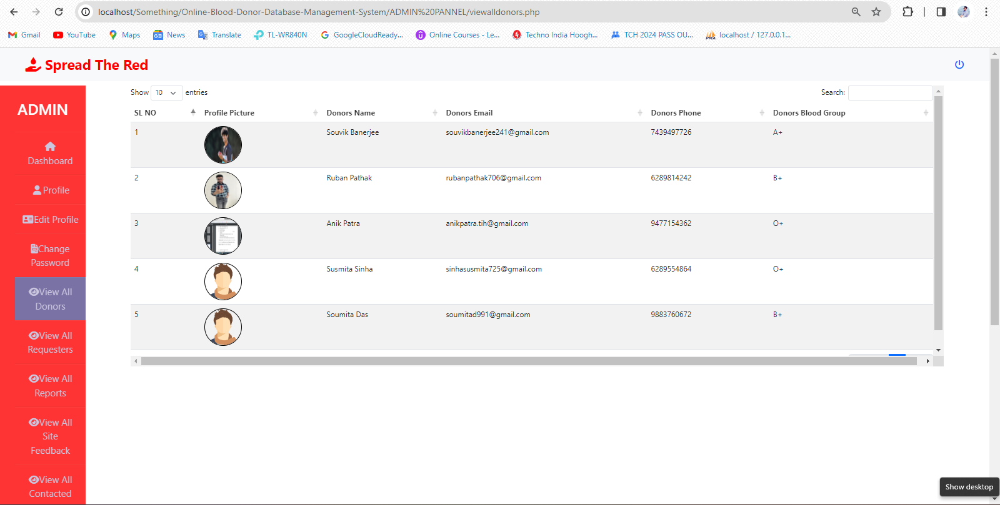 localhost/Something/Online-Blood-Donor-Database-Management-System/ADMIN%20PANNEL/viewalldonors.php
Gmail YouTube Maps News Translate TL-WR840N GoogleCloudReady... Online Courses - Le... Techno India Hoogh... TCH 2024 PASS OU... localhost / 127.0.0.1...
Spread The Red
ADMIN
Dashboard
Profile
Edit Profile
Change
Password
View All
Donors
View All
Requesters
View All
Reports
View All
Site
Feedback
View All
Contacted
Show 10 entries Search:
SL NO Profile Picture Donors Name Donors Email Donors Phone Donors Blood Group
1 Souvik Banerjee souvikbanerjee241@gmail.com 7439497726 A+
2 Ruban Pathak rubanpathak706@gmail.com 6289814242 B+
3 Anik Patra anikpatra.tih@gmail.com 9477154362 O+
4 Susmita Sinha sinhasusmita725@gmail.com 6289554864 O+
5 Soumita Das soumitad991@gmail.com 9883760672 B+
Show desktop